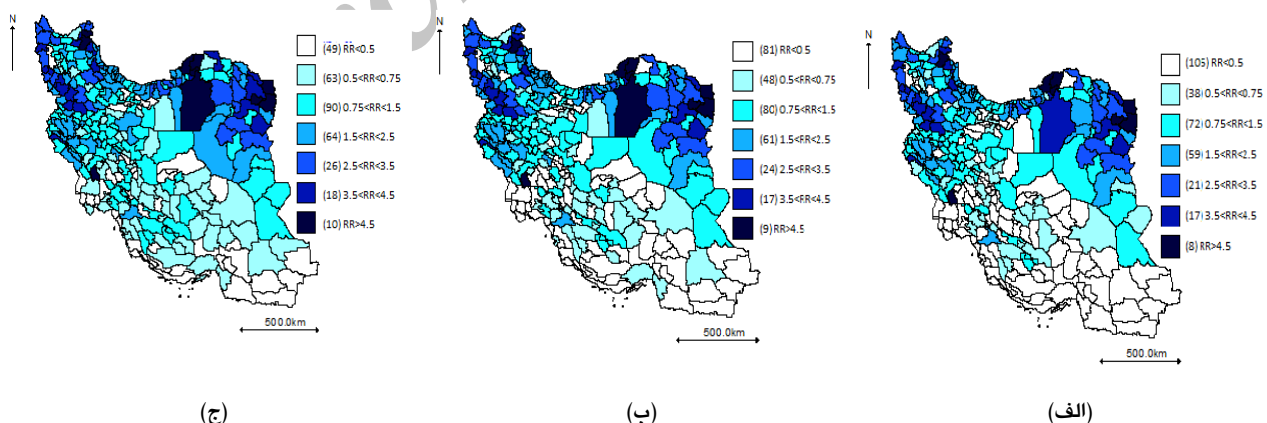 N
(49) RR<0.5
(63) 0.5<RR<0.75
(90) 0.75<RR<1.5
(64) 1.5<RR<2.5
(26) 2.5<RR<3.5
(18) 3.5<RR<4.5
(10) RR>4.5
500.0km
(ج)
N
(81) RR<0.5
(48) 0.5<RR<0.75
(80) 0.75<RR<1.5
(61) 1.5<RR<2.5
(24) 2.5<RR<3.5
(17) 3.5<RR<4.5
(9) RR>4.5
500.0km
(ب)
N
(105) RR<0.5
(38) 0.5<RR<0.75
(72) 0.75<RR<1.5
(59) 1.5<RR<2.5
(21) 2.5<RR<3.5
(17) 3.5<RR<4.5
(8) RR>4.5
500.0km
(الف)